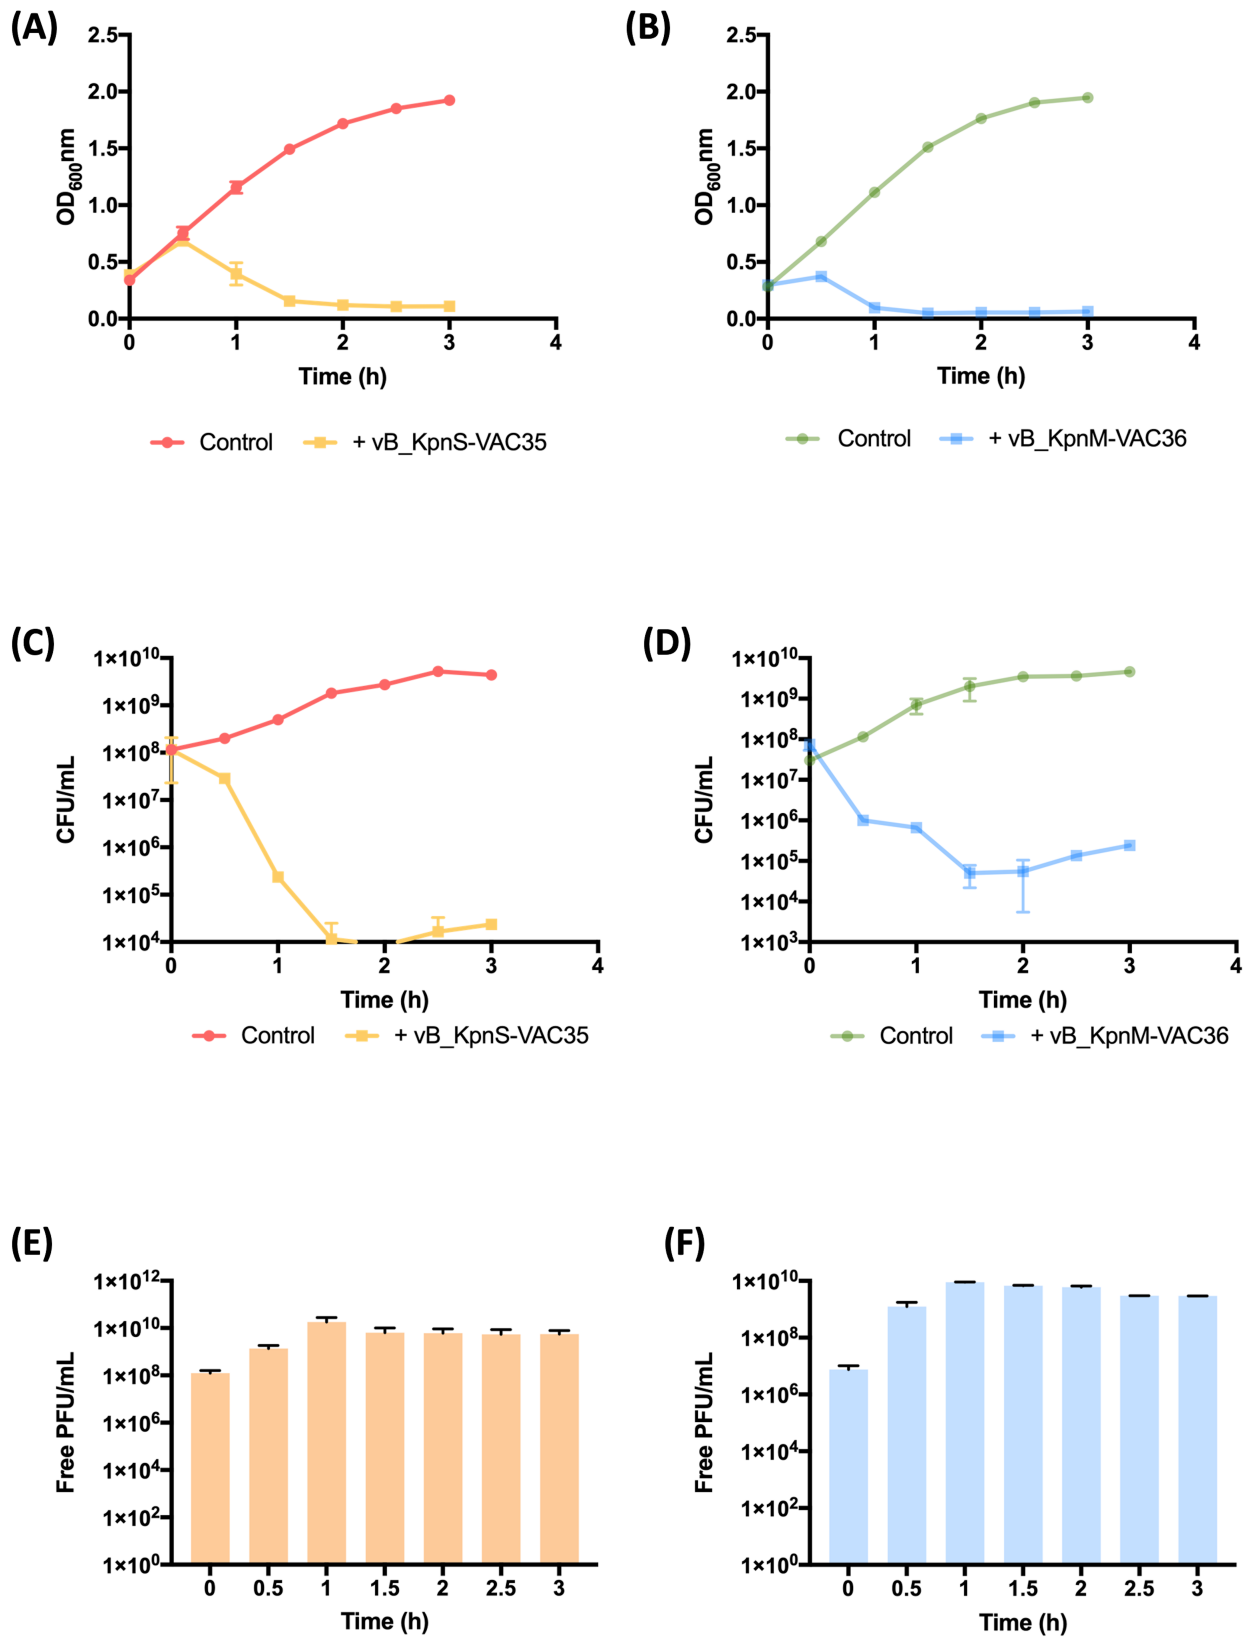 (A)
2.5
2.0
1.5
1.0
0.5
0.0
OD600nm
0 1 2 3 4
Time (h)
Control + vB_KpnS-VAC35
(B)
2.5
2.0
1.5
1.0
0.5
0.0
OD600nm
0 1 2 3 4
Time (h)
Control + vB_KpnM-VAC36
(C)
1×10¹⁰
1×10⁹
1×10⁸
1×10⁷
1×10⁶
1×10⁵
1×10⁴
CFU/mL
0 1 2 3 4
Time (h)
Control + vB_KpnS-VAC35
(D)
1×10¹⁰
1×10⁹
1×10⁸
1×10⁷
1×10⁶
1×10⁵
1×10⁴
1×10³
CFU/mL
0 1 2 3 4
Time (h)
Control + vB_KpnM-VAC36
(E)
1×10¹²
1×10¹⁰
1×10⁸
1×10⁶
1×10⁴
1×10²
1×10⁰
Free PFU/mL
0 0.5 1 1.5 2 2.5 3
Time (h)
(F)
1×10¹⁰
1×10⁸
1×10⁶
1×10⁴
1×10²
1×10⁰
Free PFU/mL
0 0.5 1 1.5 2 2.5 3
Time (h)